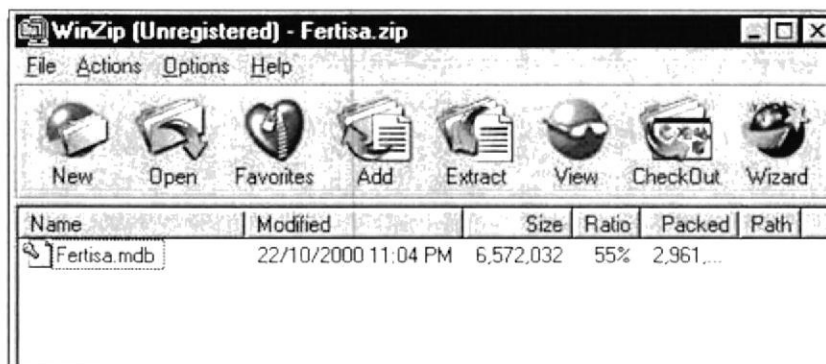 WinZip (Unregistered) - Fertisa.zip
File Actions Options Help
New Open Favorites Add Extract View CheckOut Wizard
Name Modified Size Ratio Packed Path
Fertisa.mdb 22/10/2000 11:04 PM 6,572,032 55% 2,961,...